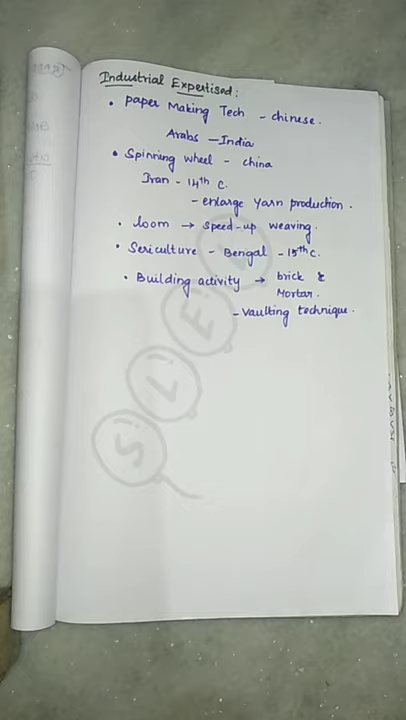 Industrial Expertised:
• Paper Making Tech - chinese.
Arabs - India
• Spinning wheel - china
Iran - 14th C.
- enlarge yarn production.
• loom → speed-up weaving.
• Sericulture - Bengal - 15th C.
• Building activity → brick &
Mortar.
- Vaulting technique.
SLEN